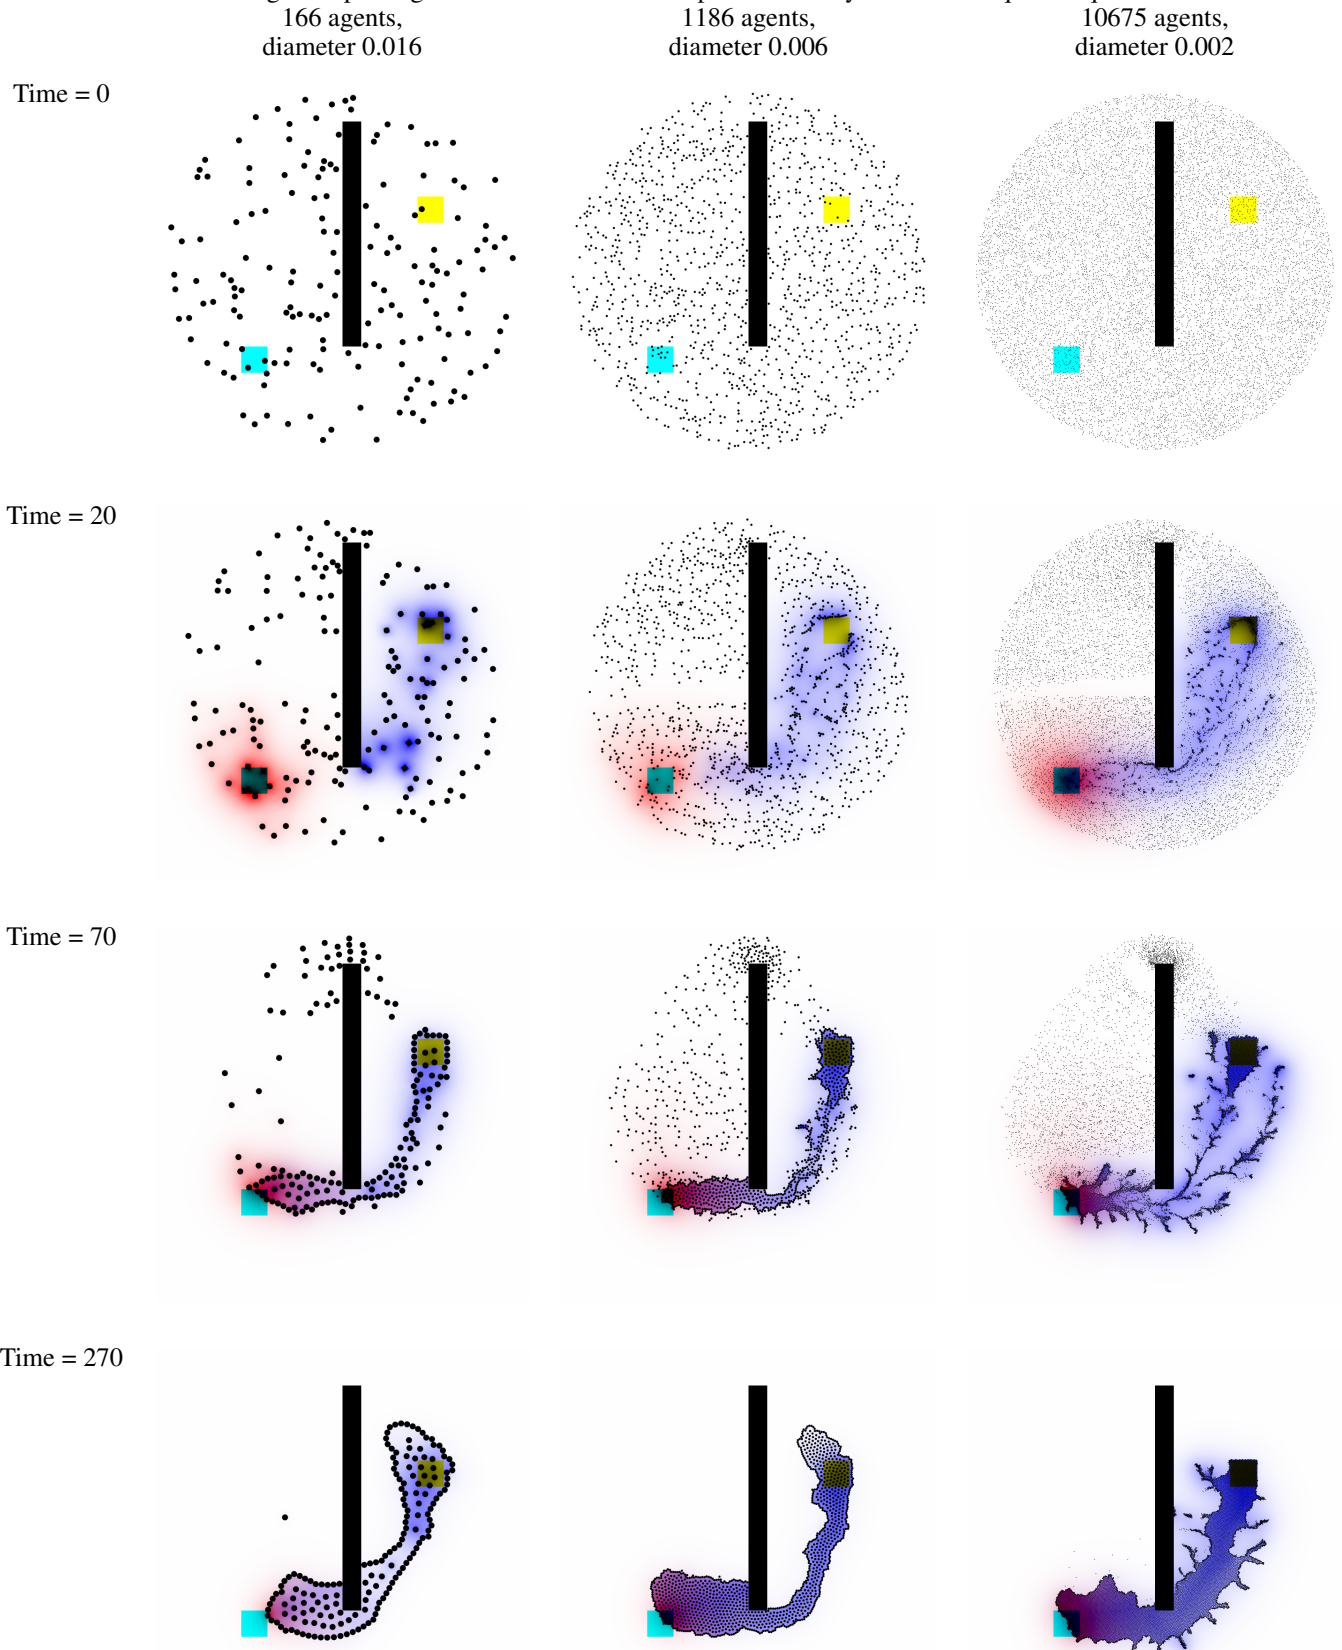 166 agents,
diameter 0.016
1186 agents,
diameter 0.006
10675 agents,
diameter 0.002
Time = 0
Time = 20
Time = 70
Time = 270